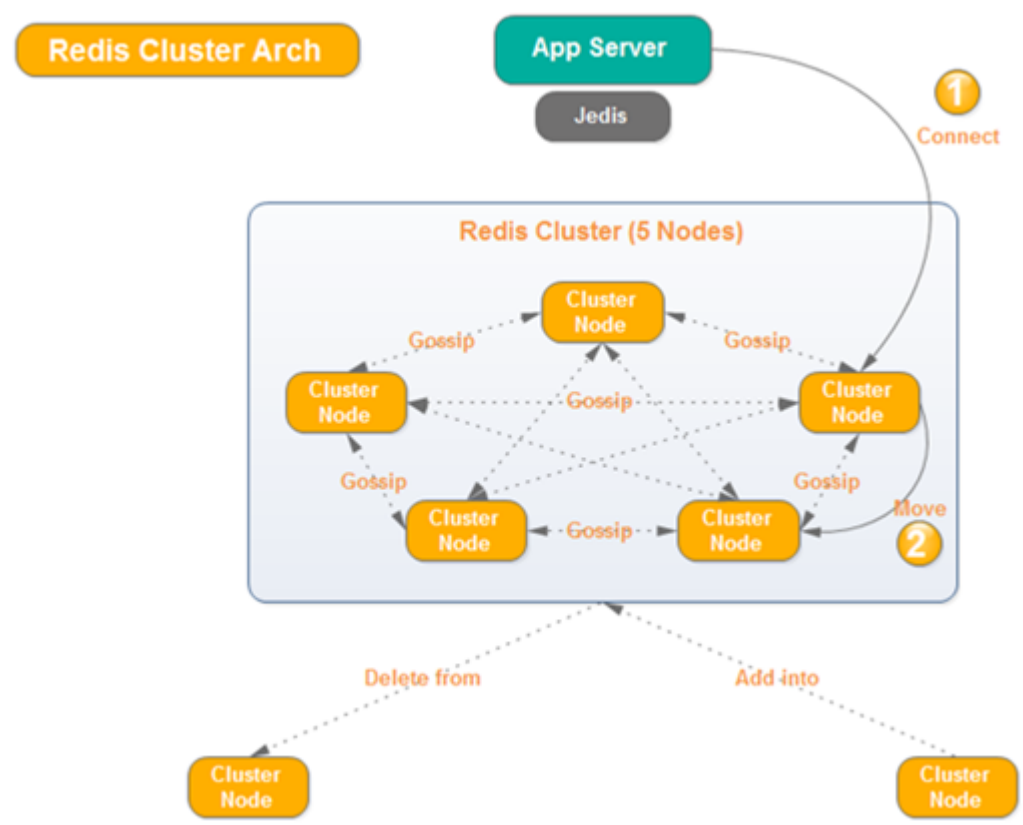 Redis Cluster Arch
App Server
Jedis
1
Connect
Redis Cluster (5 Nodes)
Cluster
Node
Gossip
Gossip
Cluster
Node
Gossip
Cluster
Node
Gossip
Gossip
Cluster
Node
Gossip
Cluster
Node
Move
2
Delete from
Add into
Cluster
Node
Cluster
Node